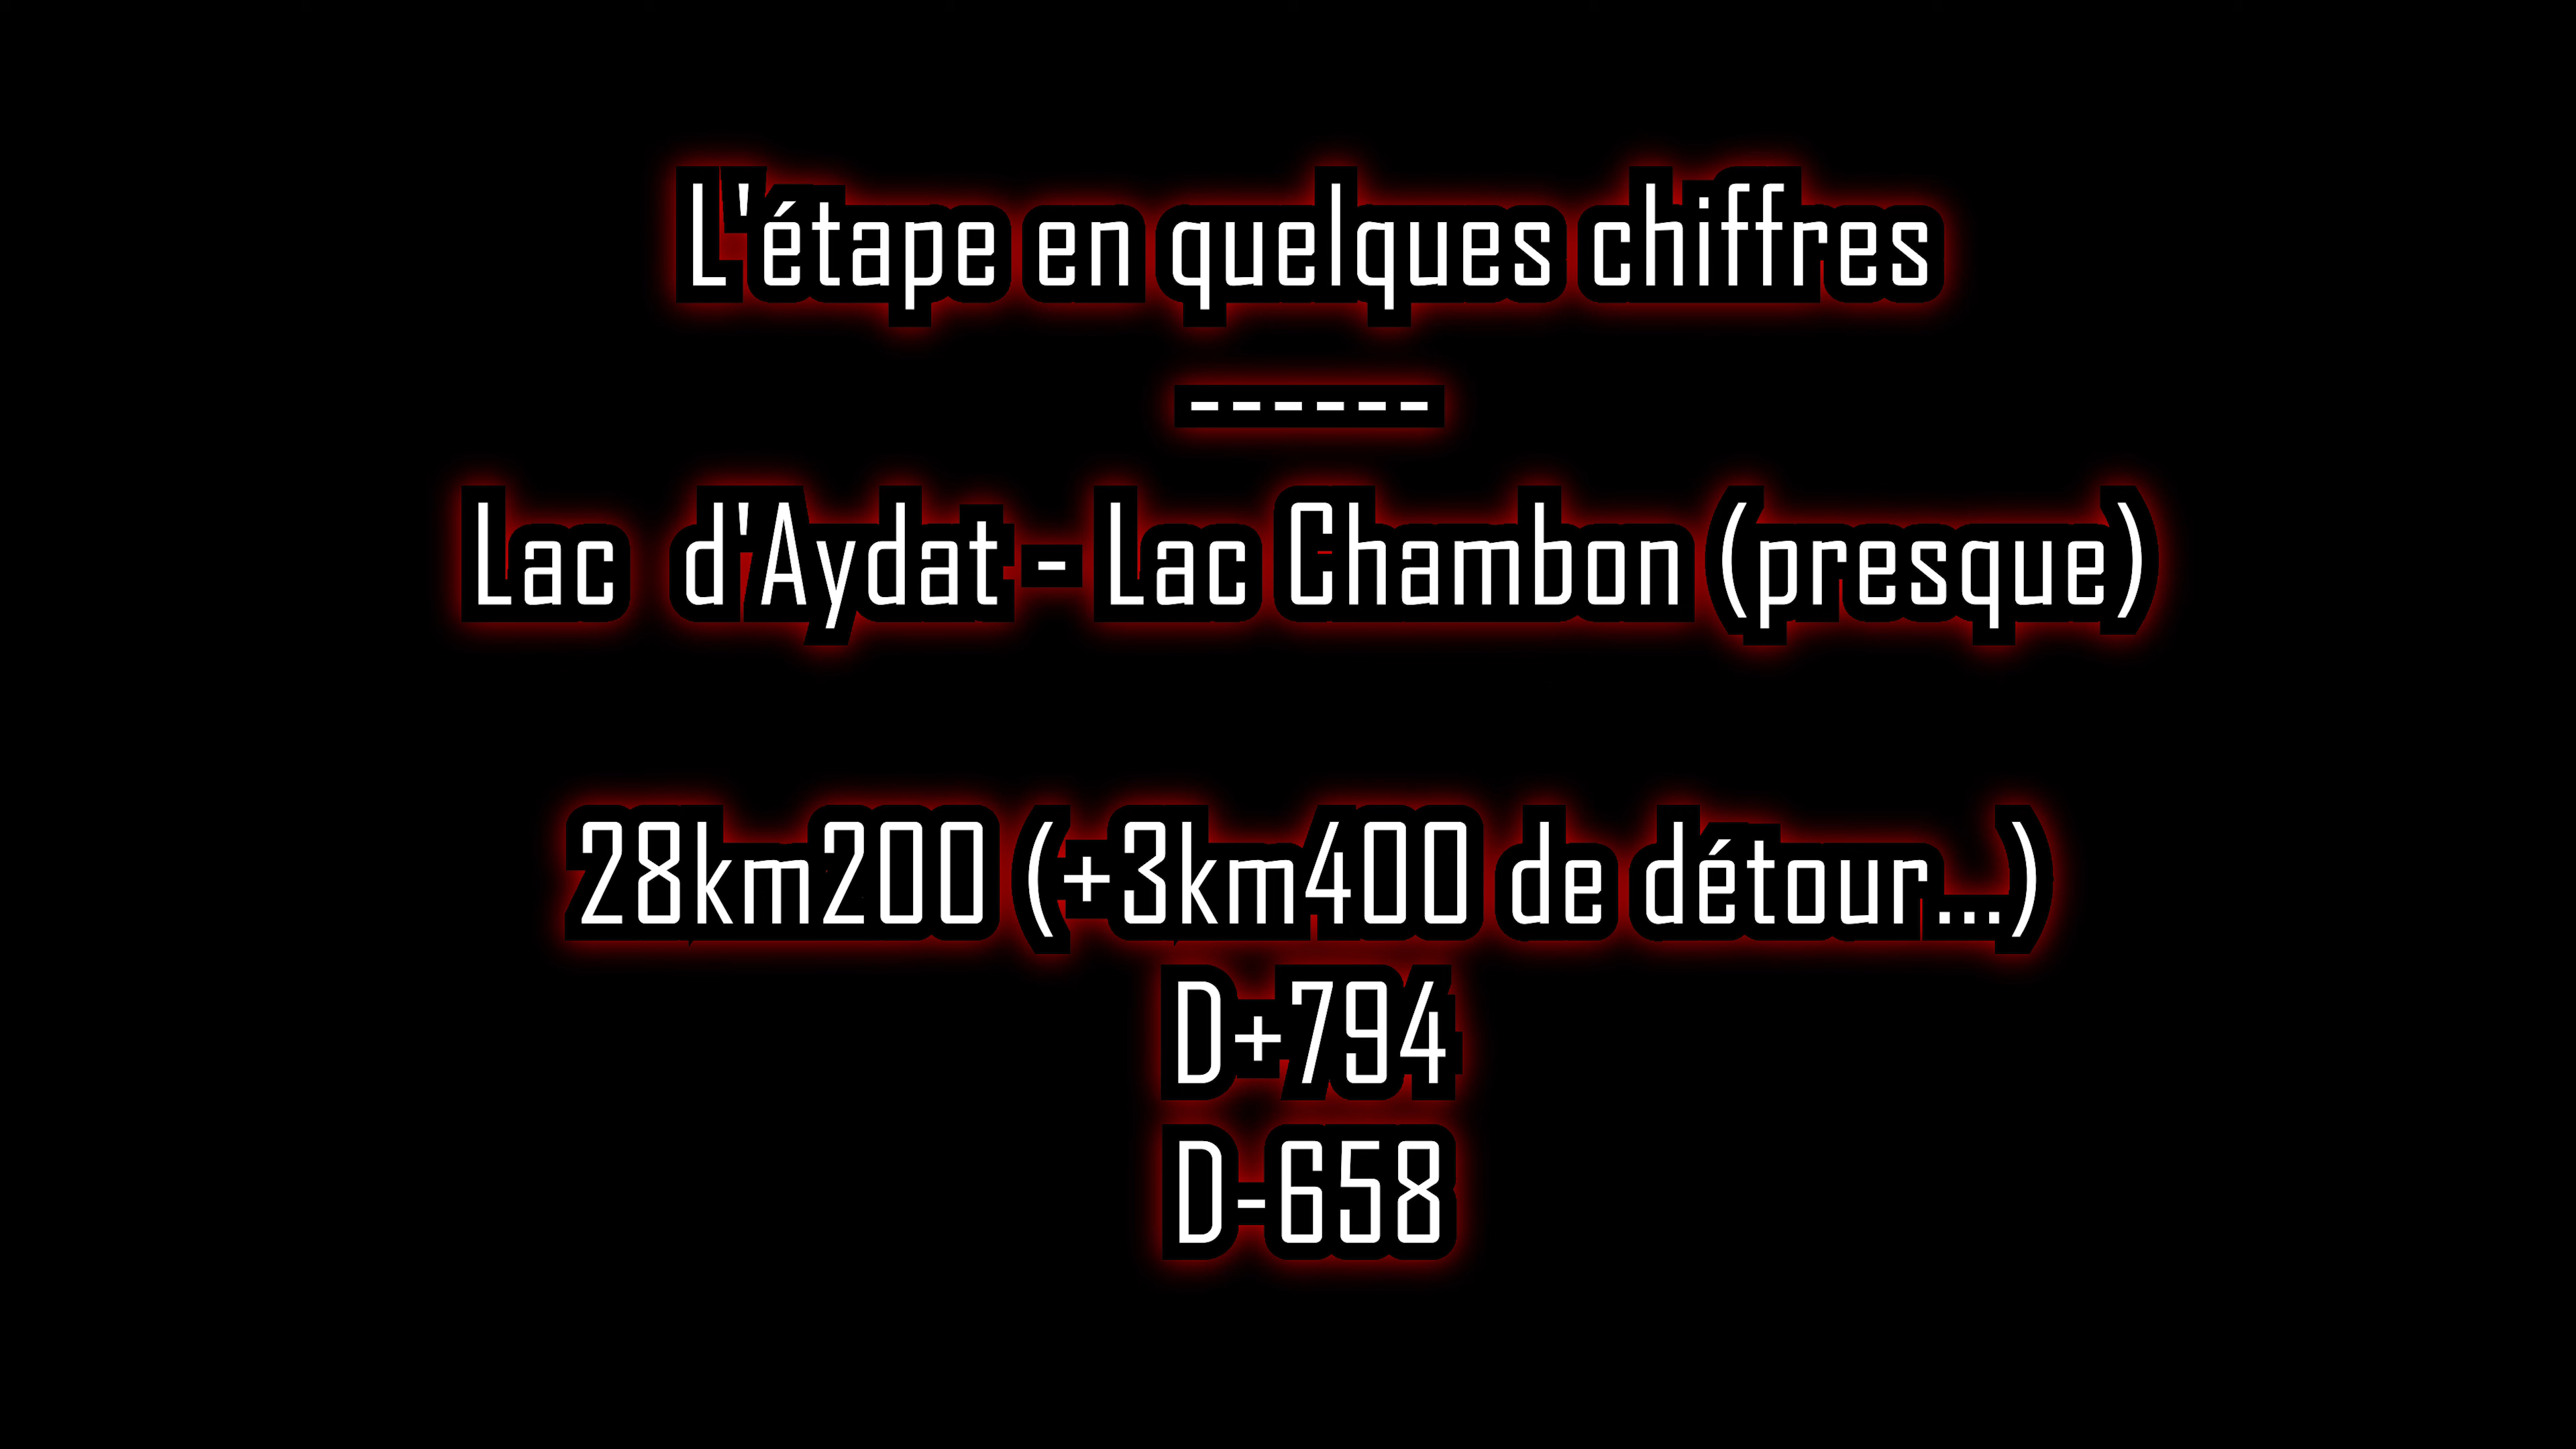 L'étape en quelques chiffres
------
Lac d'Aydat - Lac Chambon (presque)
28km200 (+3km400 de détour...)
D+794
D-658